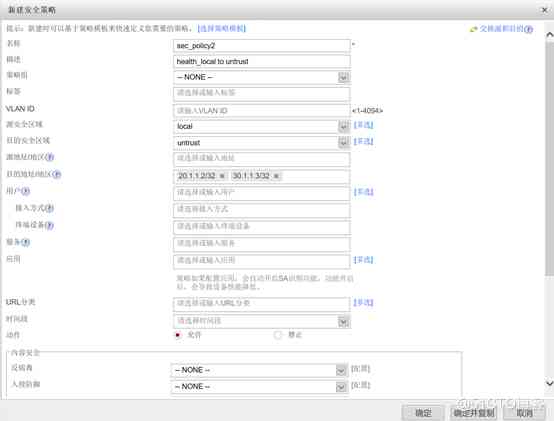 新建安全策略
提示：新建时可以基于策略模板来快速定义你需要的策略。 [选择策略模板] 交换源和目的
名称 sec_policy2 *
描述 health_local to untrust
策略组 -- NONE --
标签 请选择或输入标签
VLAN ID 请输入VLAN ID <1-4094>
源安全区域 local [多选]
目的安全区域 untrust [多选]
源地址/地区 请选择或输入地址
目的地址/地区 20.1.1.2/32 30.1.1.3/32
用户 请选择或输入用户 [多选]
接入方式 请选择接入方式
终端设备 请选择或输入终端设备
服务 请选择或输入服务
应用 请选择或输入应用 [多选]
策略如果配置应用，会自动开启SA识别功能。功能开启
后，会导致设备性能降低。
URL分类 请选择或输入URL分类 [多选]
时间段 请选择时间段
动作 允许 禁止
内容安全
反病毒 -- NONE -- [配置]
入侵防御 -- NONE -- [配置]
确定 确定并复制 取消
@51CTO博客